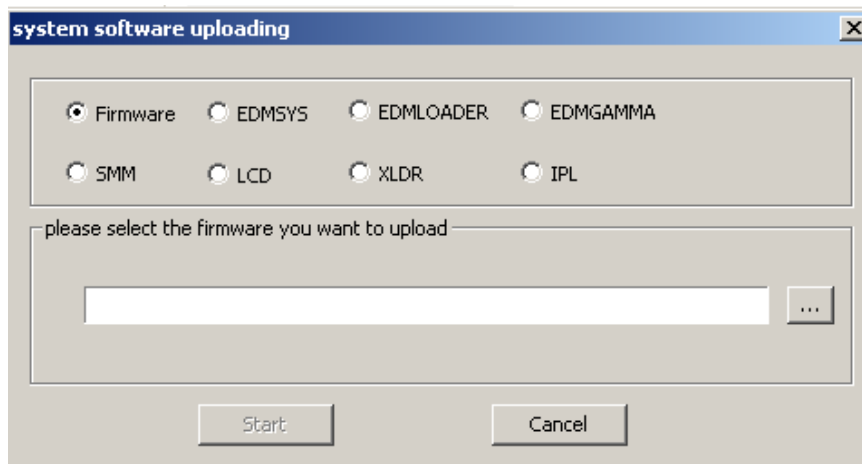 system software uploading
Firmware EDMSYS EDMLOADER EDMGAMMA
SMM LCD XLDR IPL
please select the firmware you want to upload
...
Start Cancel